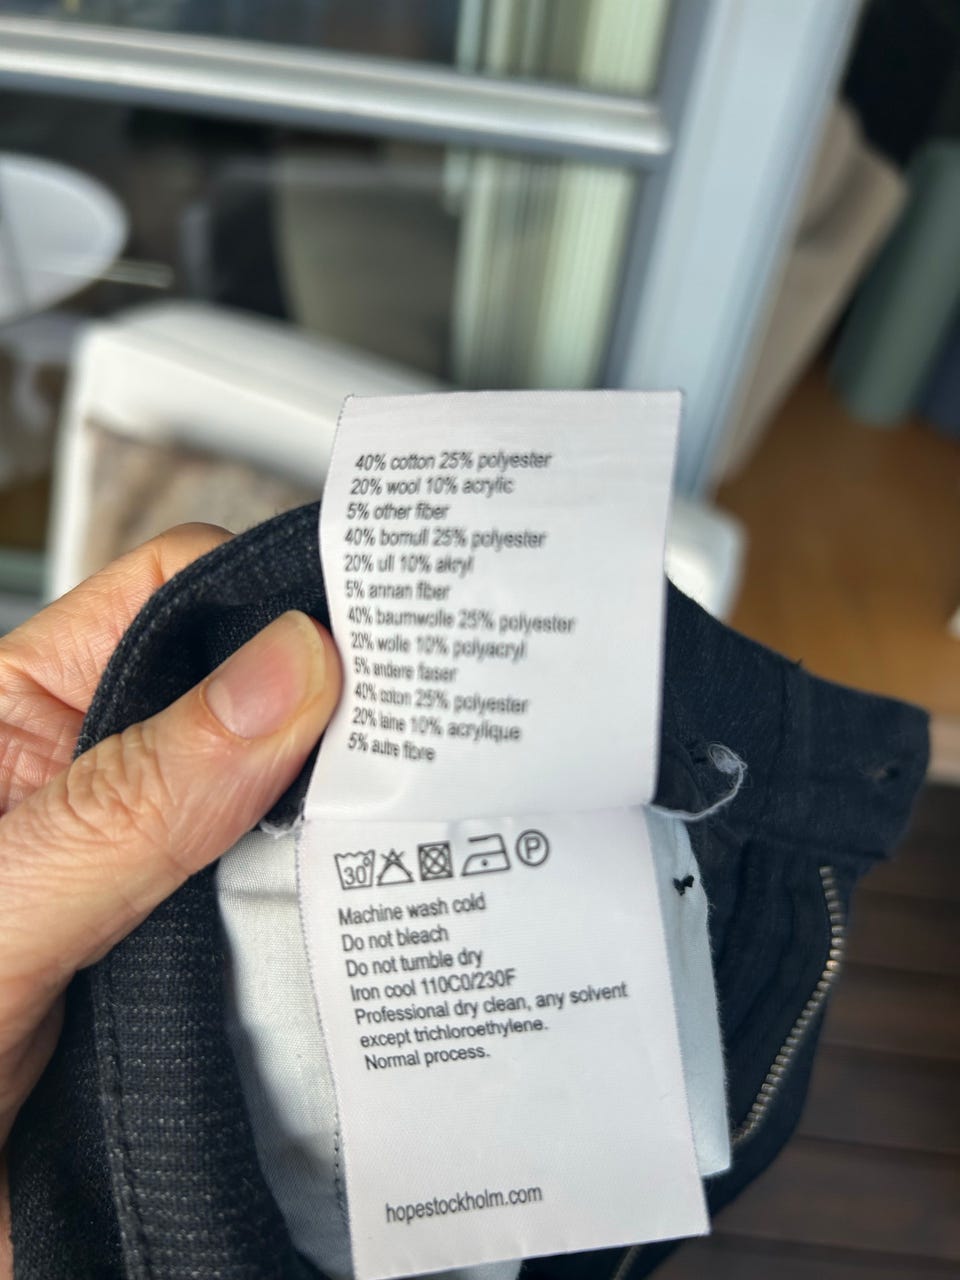 40% cotton 25% polyester
20% wool 10% acrylic
5% other fiber
40% bomull 25% polyester
20% ull 10% akryl
5% annan fiber
40% baumwolle 25% polyester
20% wolle 10% polyacryl
5% andere faser
40% coton 25% polyester
20% laine 10% acrylique
5% autre fibre
30° P
Machine wash cold
Do not bleach
Do not tumble dry
Iron cool 110C0/230F
Professional dry clean, any solvent
except trichloroethylene.
Normal process.
hopestockholm.com